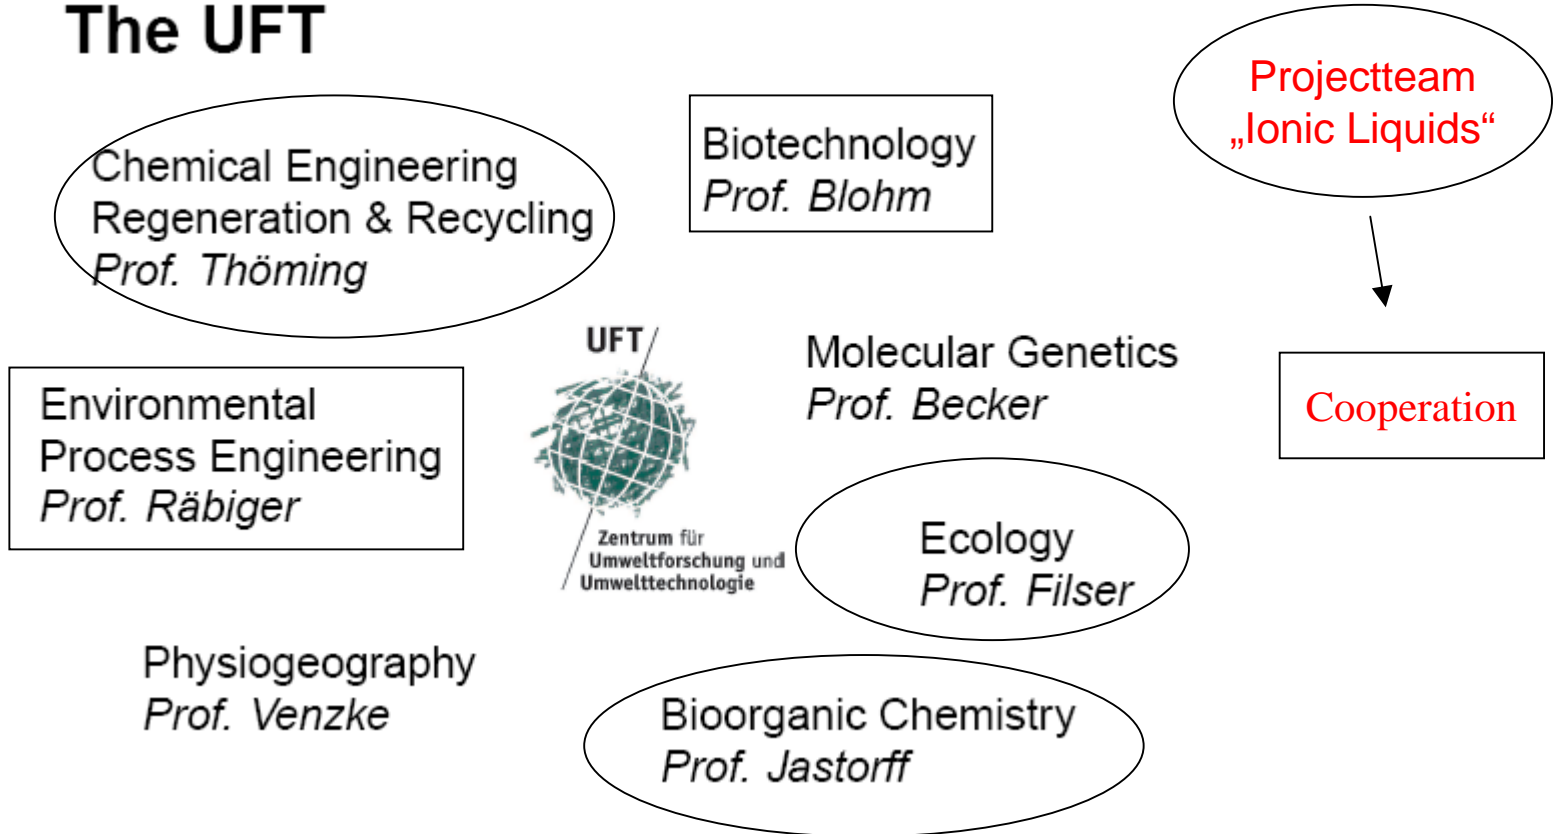 The UFT
Projectteam
„Ionic Liquids“
Chemical Engineering
Regeneration & Recycling
Prof. Thöming
Biotechnology
Prof. Blohm
UFT
Molecular Genetics
Prof. Becker
Cooperation
Environmental
Process Engineering
Prof. Räbiger
Zentrum für
Umweltforschung und
Umwelttechnologie
Ecology
Prof. Filser
Physiogeography
Prof. Venzke
Bioorganic Chemistry
Prof. Jastorff